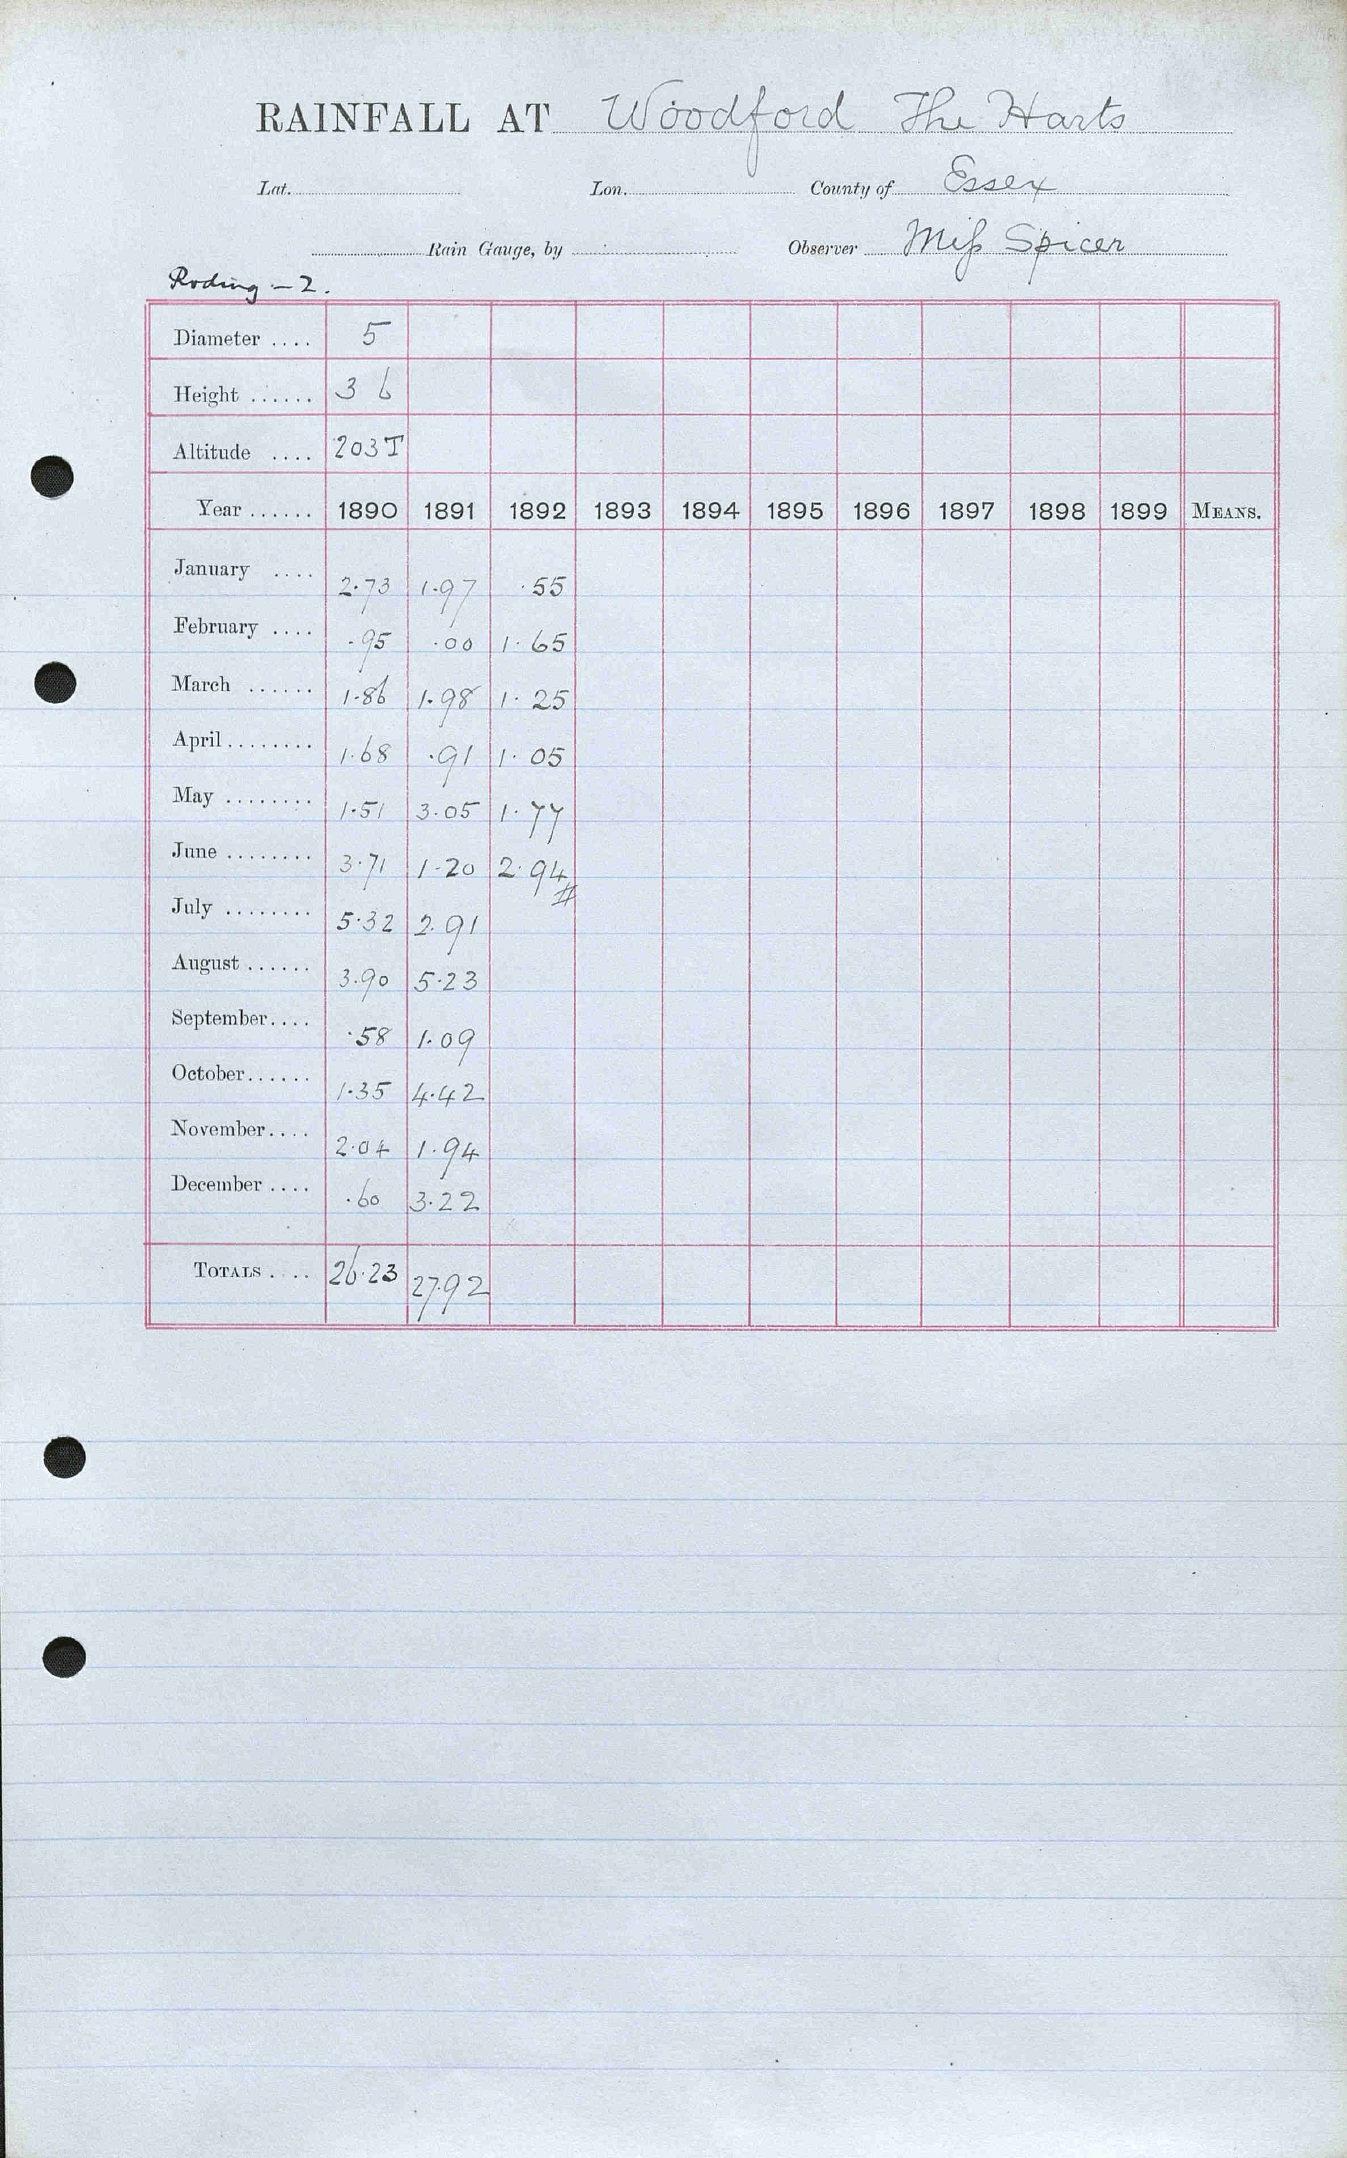 RAINFALL AT Woodford The Harts
Lat. Lon. County of Essex
Rain Gauge, by Observer Miss Spicer
Roding - 2.
Diameter .... 5
Height ...... 3 6
Altitude .... 203T
Year ...... 1890 1891 1892 1893 1894 1895 1896 1897 1898 1899 MEANS.
January .... 2.73 1.97 .55
February .... .95 .00 1.65
March ...... 1.86 1.98 1.25
April ........ 1.68 .91 1.05
May ........ 1.51 3.05 1.77
June ........ 3.71 1.20 2.94 #
July ........ 5.32 2.91
August ...... 3.90 5.23
September .... .58 1.09
October ...... 1.35 4.42
November .... 2.04 1.94
December .... .60 3.22
TOTALS .... 26.23 27.92